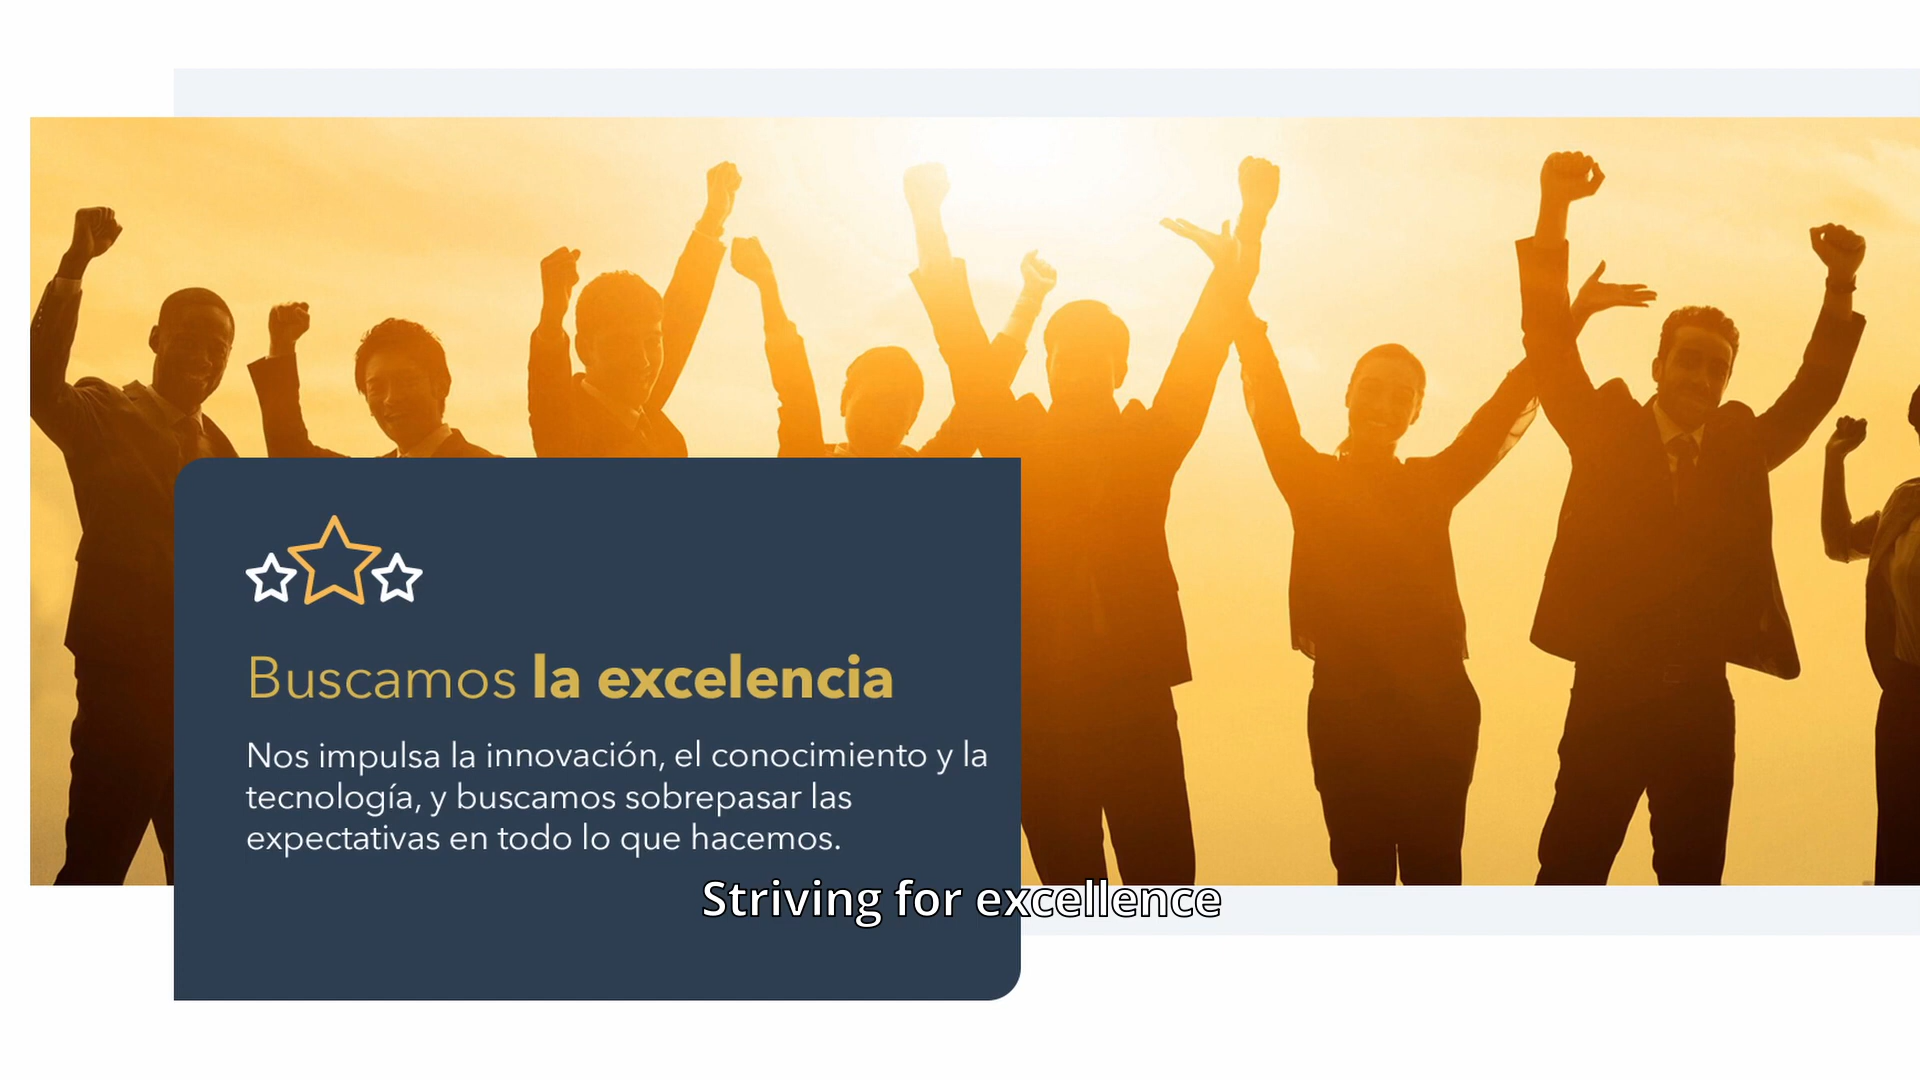 Buscamos la excelencia
Nos impulsa la innovación, el conocimiento y la
tecnología, y buscamos sobrepasar las
expectativas en todo lo que hacemos.
Striving for excellence